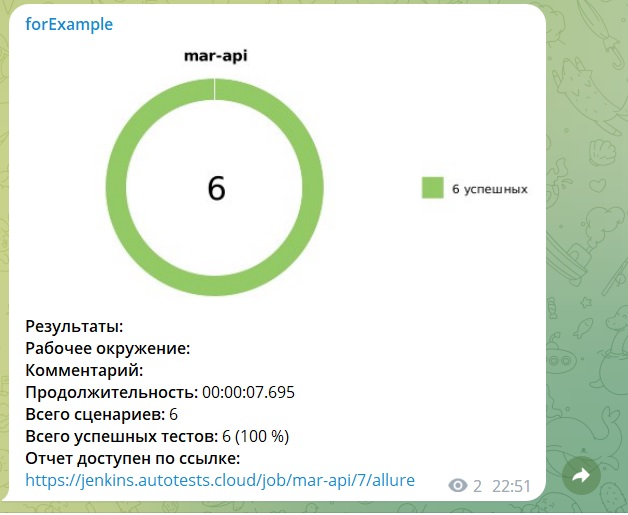 forExample
mar-api
6
6 успешных
Результаты:
Рабочее окружение:
Комментарий:
Продолжительность: 00:00:07.695
Всего сценариев: 6
Всего успешных тестов: 6 (100 %)
Отчет доступен по ссылке:
https://jenkins.autotests.cloud/job/mar-api/7/allure
2 22:51